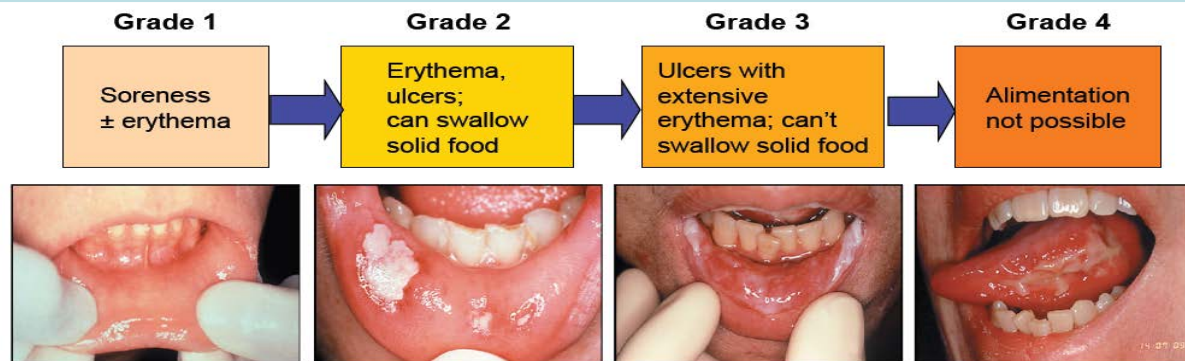 Grade 1
Grade 2
Grade 3
Grade 4
Soreness
± erythema
Erythema,
ulcers;
can swallow
solid food
Ulcers with
extensive
erythema; can't
swallow solid food
Alimentation
not possible